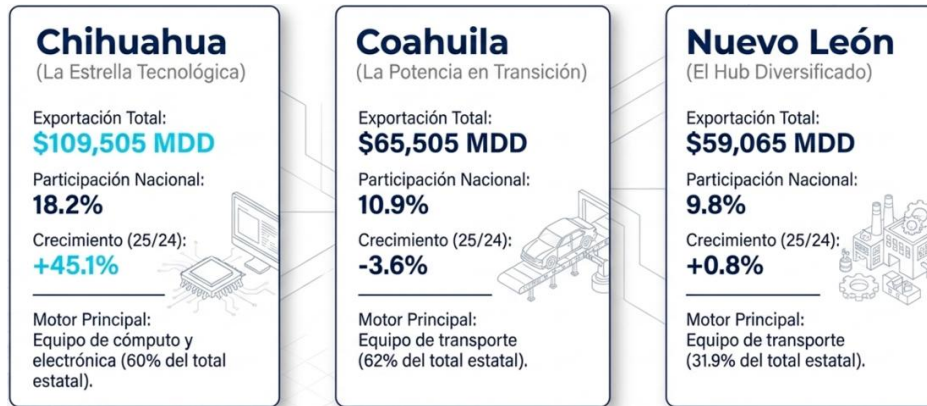 Chihuahua
(La Estrella Tecnológica)
Exportación Total:
$109,505 MDD
Participación Nacional:
18.2%
Crecimiento (25/24):
+45.1%
Motor Principal:
Equipo de cómputo y
electrónica (60% del total
estatal).
Coahuila
(La Potencia en Transición)
Exportación Total:
$65,505 MDD
Participación Nacional:
10.9%
Crecimiento (25/24):
-3.6%
Motor Principal:
Equipo de transporte
(62% del total estatal).
Nuevo León
(El Hub Diversificado)
Exportación Total:
$59,065 MDD
Participación Nacional:
9.8%
Crecimiento (25/24):
+0.8%
Motor Principal:
Equipo de transporte
(31.9% del total estatal).